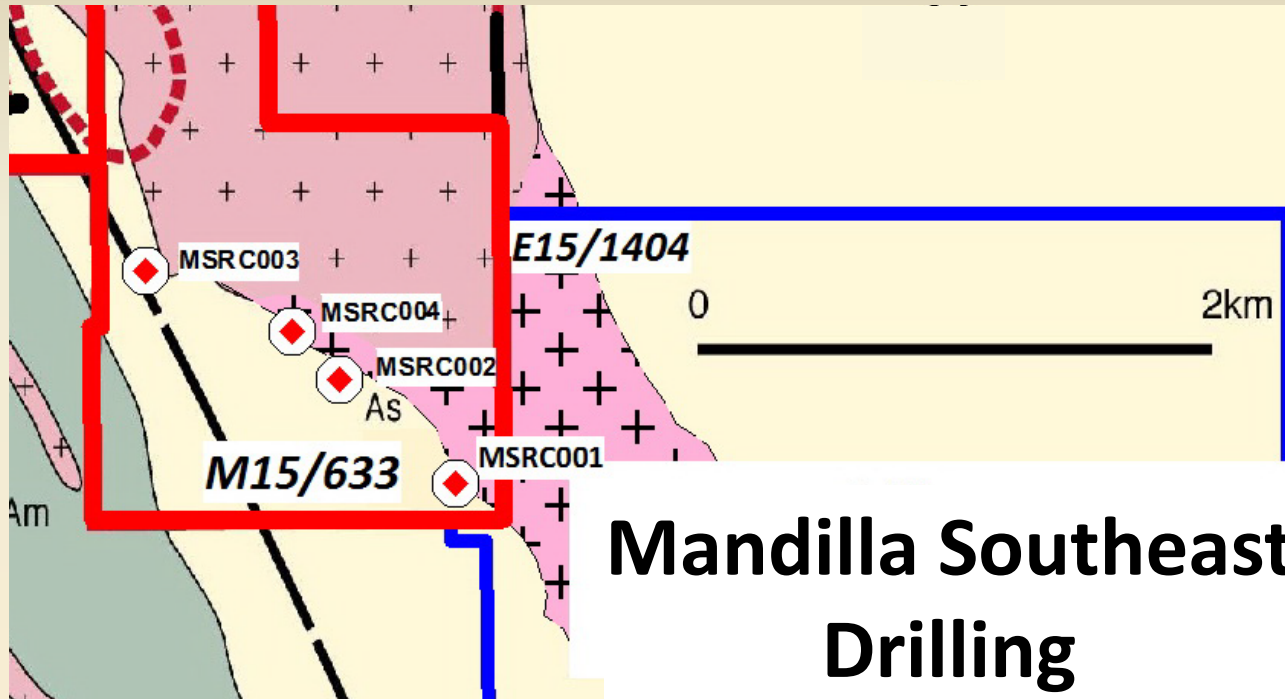 MSRC003
E15/1404
0 2km
MSRC004
MSRC002
As
M15/633
MSRC001
Am
Mandilla Southeast
Drilling